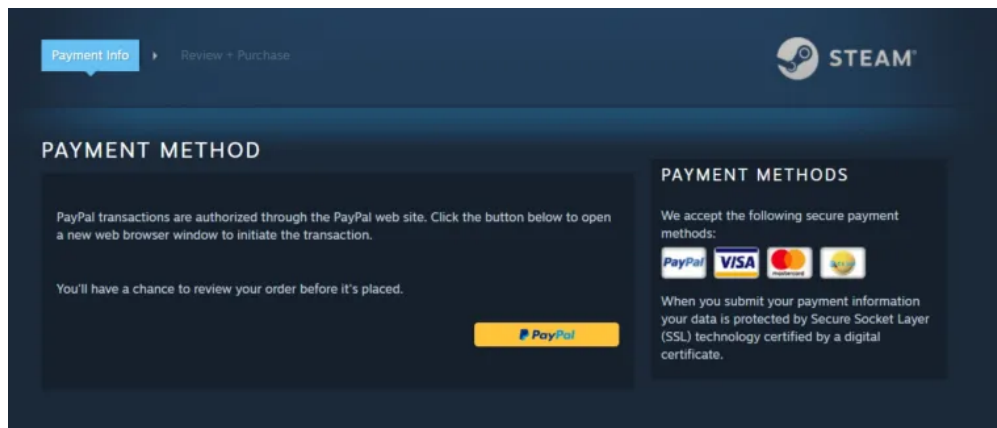 Payment Info
Review + Purchase
STEAM
PAYMENT METHOD
PayPal transactions are authorized through the PayPal web site. Click the button below to open
a new web browser window to initiate the transaction.
You'll have a chance to review your order before it's placed.
PayPal
PAYMENT METHODS
We accept the following secure payment
methods:
PayPal VISA mastercard
When you submit your payment information
your data is protected by Secure Socket Layer
(SSL) technology certified by a digital
certificate.